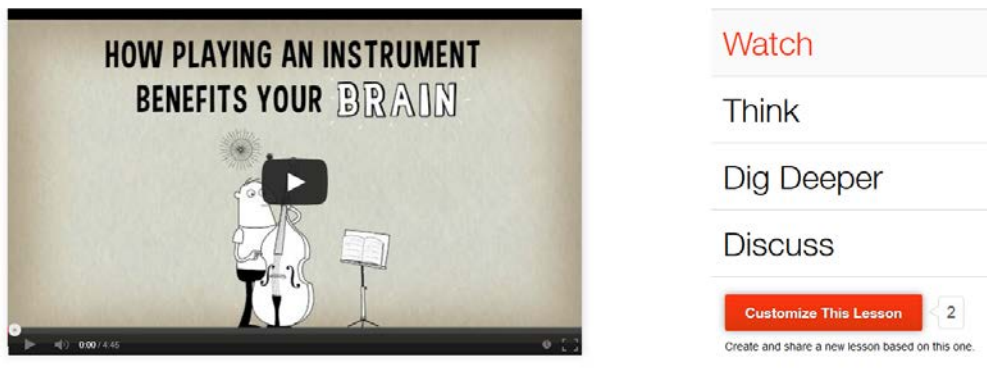 HOW PLAYING AN INSTRUMENT
BENEFITS YOUR BRAIN
0:00 / 4:45
Watch
Think
Dig Deeper
Discuss
Customize This Lesson
2
Create and share a new lesson based on this one.